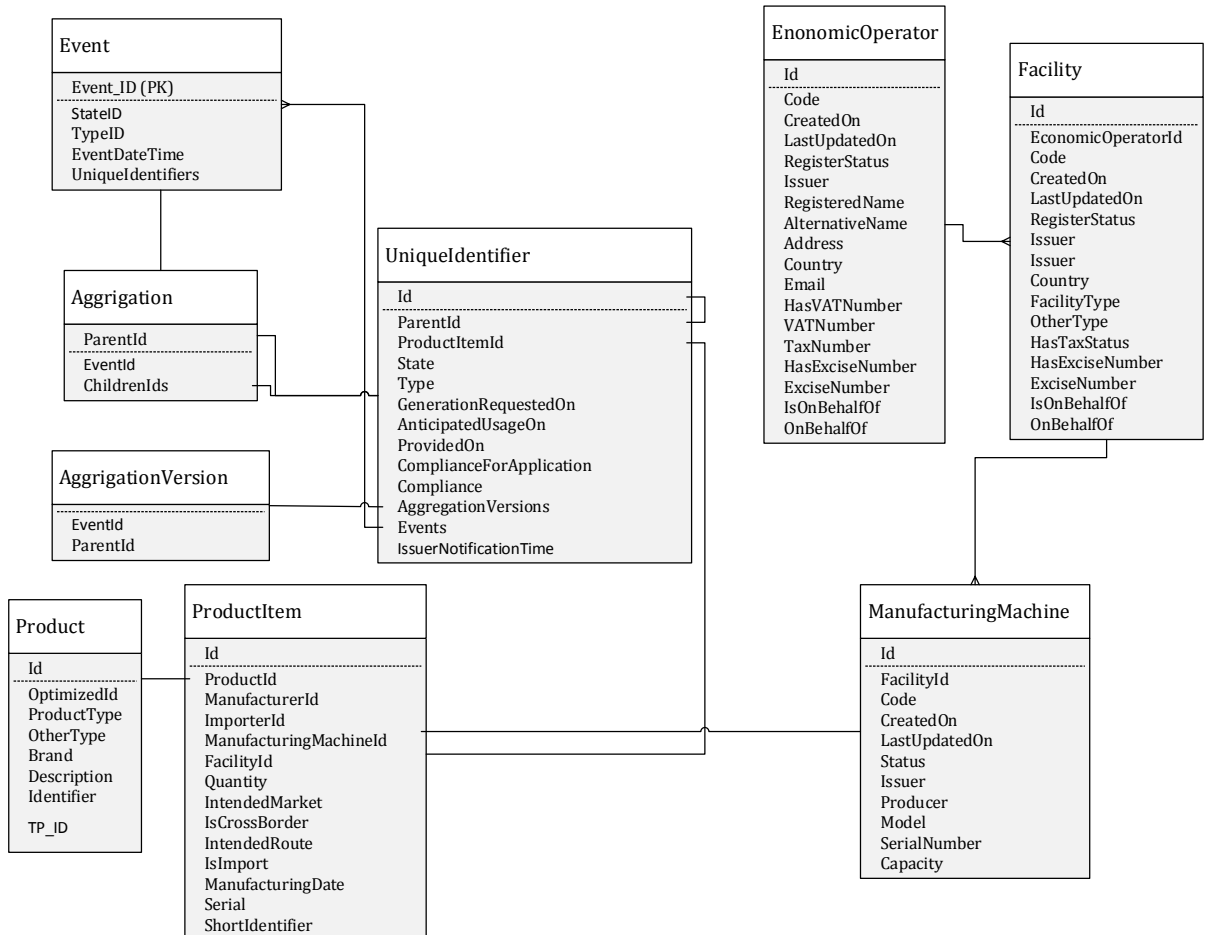 Event
Event_ID (PK)
StateID
TypeID
EventDateTime
UniqueIdentifiers
EnonomicOperator
Id
Code
CreatedOn
LastUpdatedOn
RegisterStatus
Issuer
RegisteredName
AlternativeName
Address
Country
Email
HasVATNumber
VATNumber
TaxNumber
HasExciseNumber
ExciseNumber
IsOnBehalfOf
OnBehalfOf
Facility
Id
EconomicOperatorId
Code
CreatedOn
LastUpdatedOn
RegisterStatus
Issuer
Issuer
Country
FacilityType
OtherType
HasTaxStatus
HasExciseNumber
ExciseNumber
IsOnBehalfOf
OnBehalfOf
Aggrigation
ParentId
EventId
ChildrenIds
UniqueIdentifier
Id
ParentId
ProductItemId
State
Type
GenerationRequestedOn
AnticipatedUsageOn
ProvidedOn
ComplianceForApplication
Compliance
AggregationVersions
Events
IssuerNotificationTime
AggrigationVersion
EventId
ParentId
Product
Id
OptimizedId
ProductType
OtherType
Brand
Description
Identifier
TP_ID
ProductItem
Id
ProductId
ManufacturerId
ImporterId
ManufacturingMachineId
FacilityId
Quantity
IntendedMarket
IsCrossBorder
IntendedRoute
IsImport
ManufacturingDate
Serial
ShortIdentifier
ManufacturingMachine
Id
FacilityId
Code
CreatedOn
LastUpdatedOn
Status
Issuer
Producer
Model
SerialNumber
Capacity